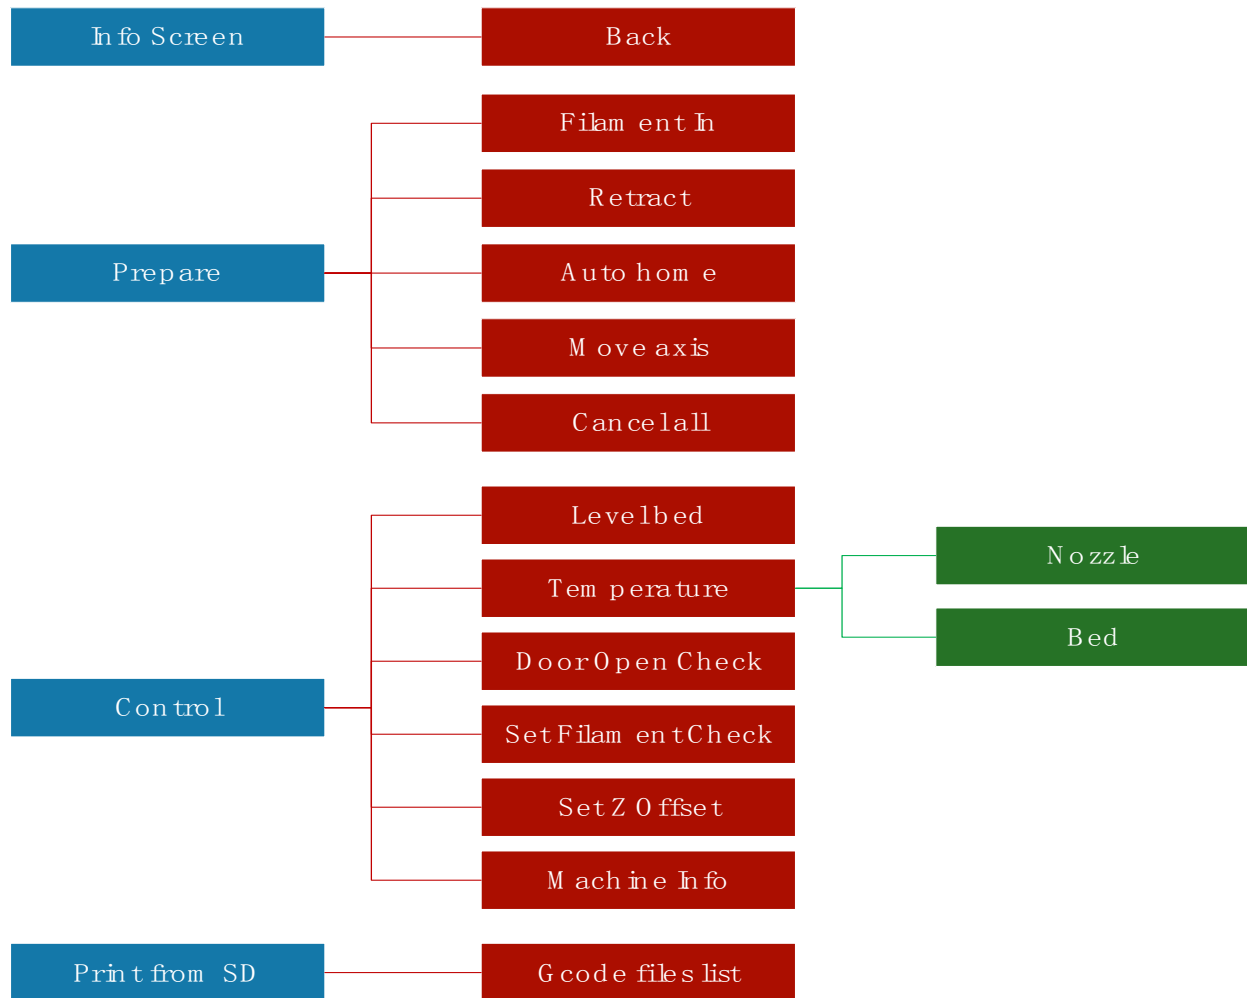 Info Screen
Back
Filament In
Retract
Prepare
Auto home
Move axis
Cancel all
Level bed
Temperature
Nozzle
Bed
Door Open Check
Control
Set Filament Check
Set Z Offset
Machine Info
Print from SD
Gcode files list